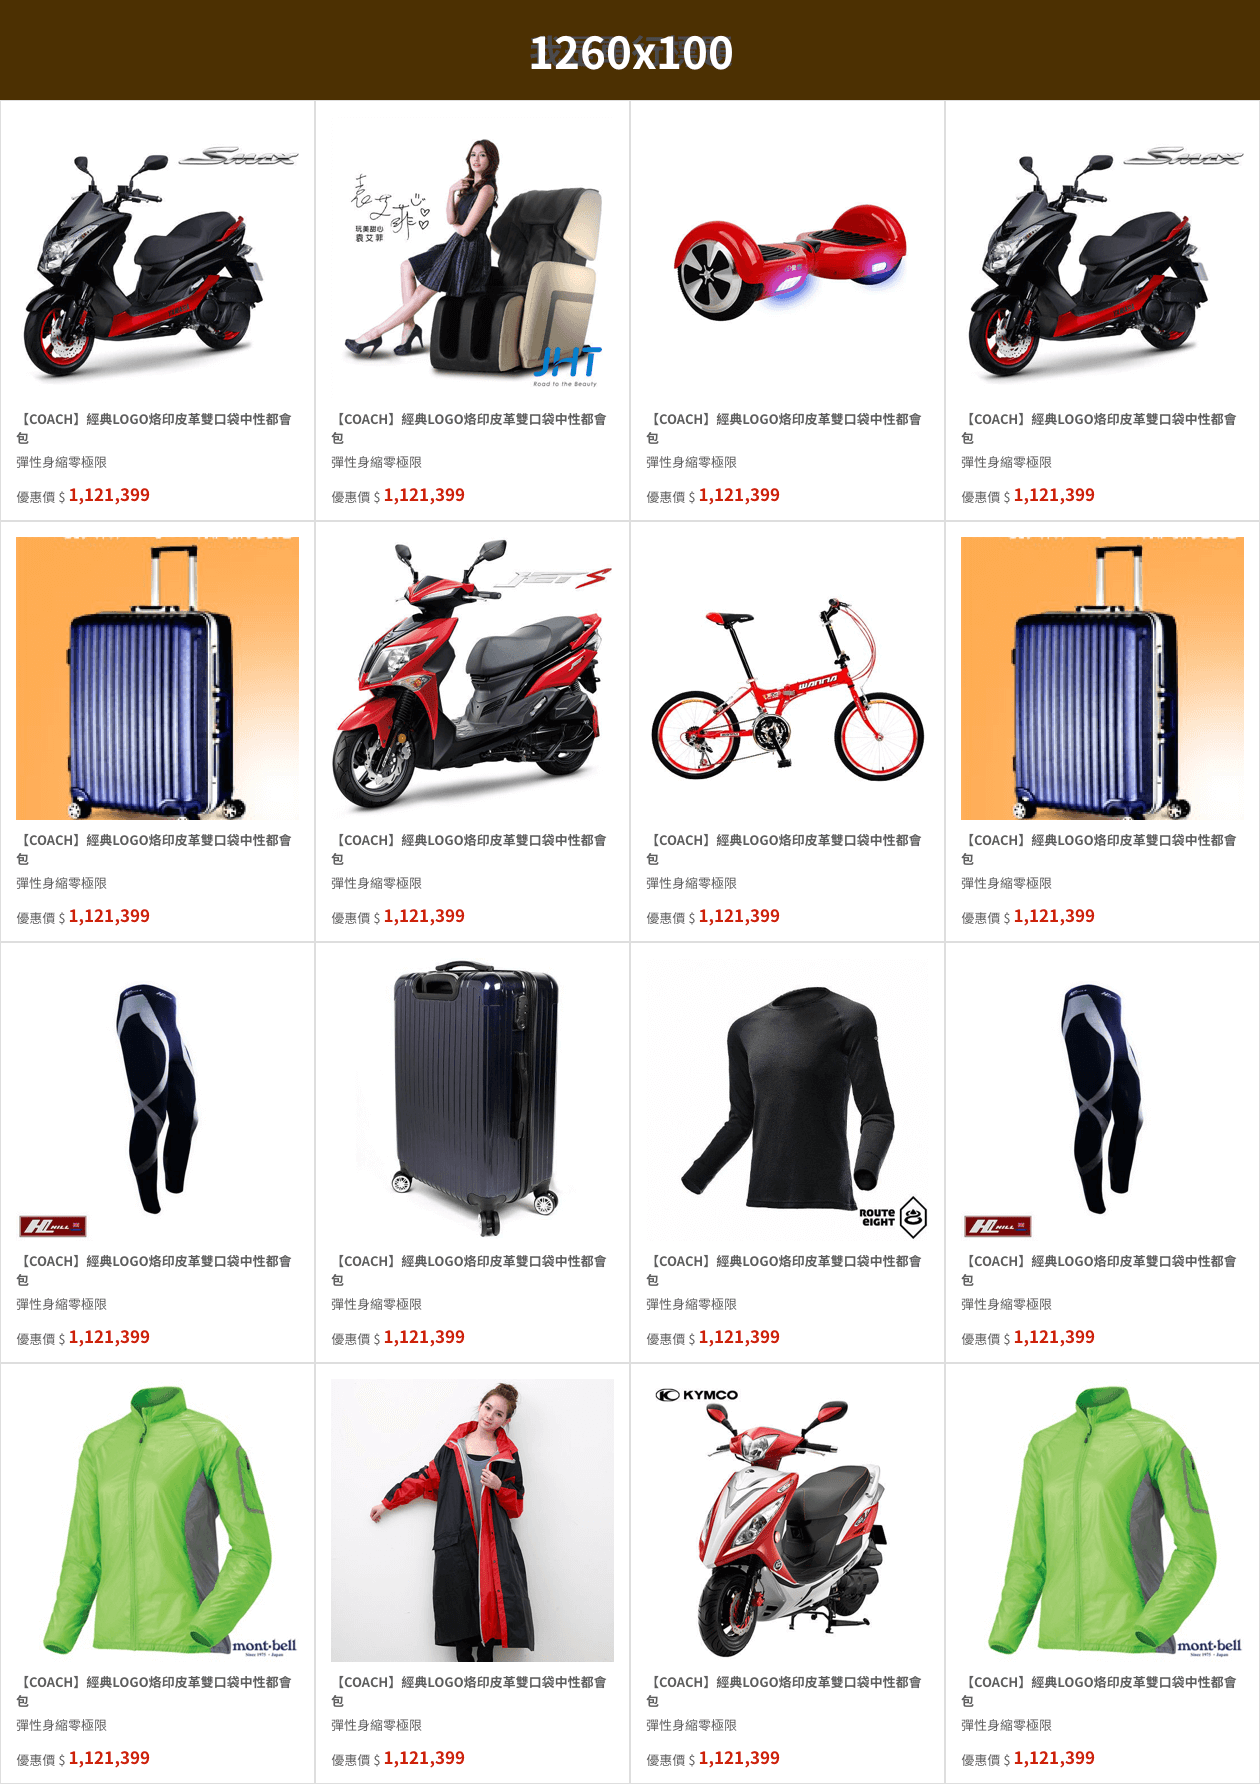 1260x100
SMAX
袁艾菲
玩美甜心
袁艾菲
JHT
Road to the Beauty
SMAX
【COACH】經典LOGO烙印皮革雙口袋中性都會
包
彈性身縮零極限
優惠價 $ 1,121,399
【COACH】經典LOGO烙印皮革雙口袋中性都會
包
彈性身縮零極限
優惠價 $ 1,121,399
【COACH】經典LOGO烙印皮革雙口袋中性都會
包
彈性身縮零極限
優惠價 $ 1,121,399
【COACH】經典LOGO烙印皮革雙口袋中性都會
包
彈性身縮零極限
優惠價 $ 1,121,399
JET S
WANNA
【COACH】經典LOGO烙印皮革雙口袋中性都會
包
彈性身縮零極限
優惠價 $ 1,121,399
【COACH】經典LOGO烙印皮革雙口袋中性都會
包
彈性身縮零極限
優惠價 $ 1,121,399
【COACH】經典LOGO烙印皮革雙口袋中性都會
包
彈性身縮零極限
優惠價 $ 1,121,399
【COACH】經典LOGO烙印皮革雙口袋中性都會
包
彈性身縮零極限
優惠價 $ 1,121,399
HILL
ROUTE
EIGHT
HILL
【COACH】經典LOGO烙印皮革雙口袋中性都會
包
彈性身縮零極限
優惠價 $ 1,121,399
【COACH】經典LOGO烙印皮革雙口袋中性都會
包
彈性身縮零極限
優惠價 $ 1,121,399
【COACH】經典LOGO烙印皮革雙口袋中性都會
包
彈性身縮零極限
優惠價 $ 1,121,399
【COACH】經典LOGO烙印皮革雙口袋中性都會
包
彈性身縮零極限
優惠價 $ 1,121,399
mont·bell
Since 1975 · Japan
KYMCO
mont·bell
Since 1975 · Japan
【COACH】經典LOGO烙印皮革雙口袋中性都會
包
彈性身縮零極限
優惠價 $ 1,121,399
【COACH】經典LOGO烙印皮革雙口袋中性都會
包
彈性身縮零極限
優惠價 $ 1,121,399
【COACH】經典LOGO烙印皮革雙口袋中性都會
包
彈性身縮零極限
優惠價 $ 1,121,399
【COACH】經典LOGO烙印皮革雙口袋中性都會
包
彈性身縮零極限
優惠價 $ 1,121,399